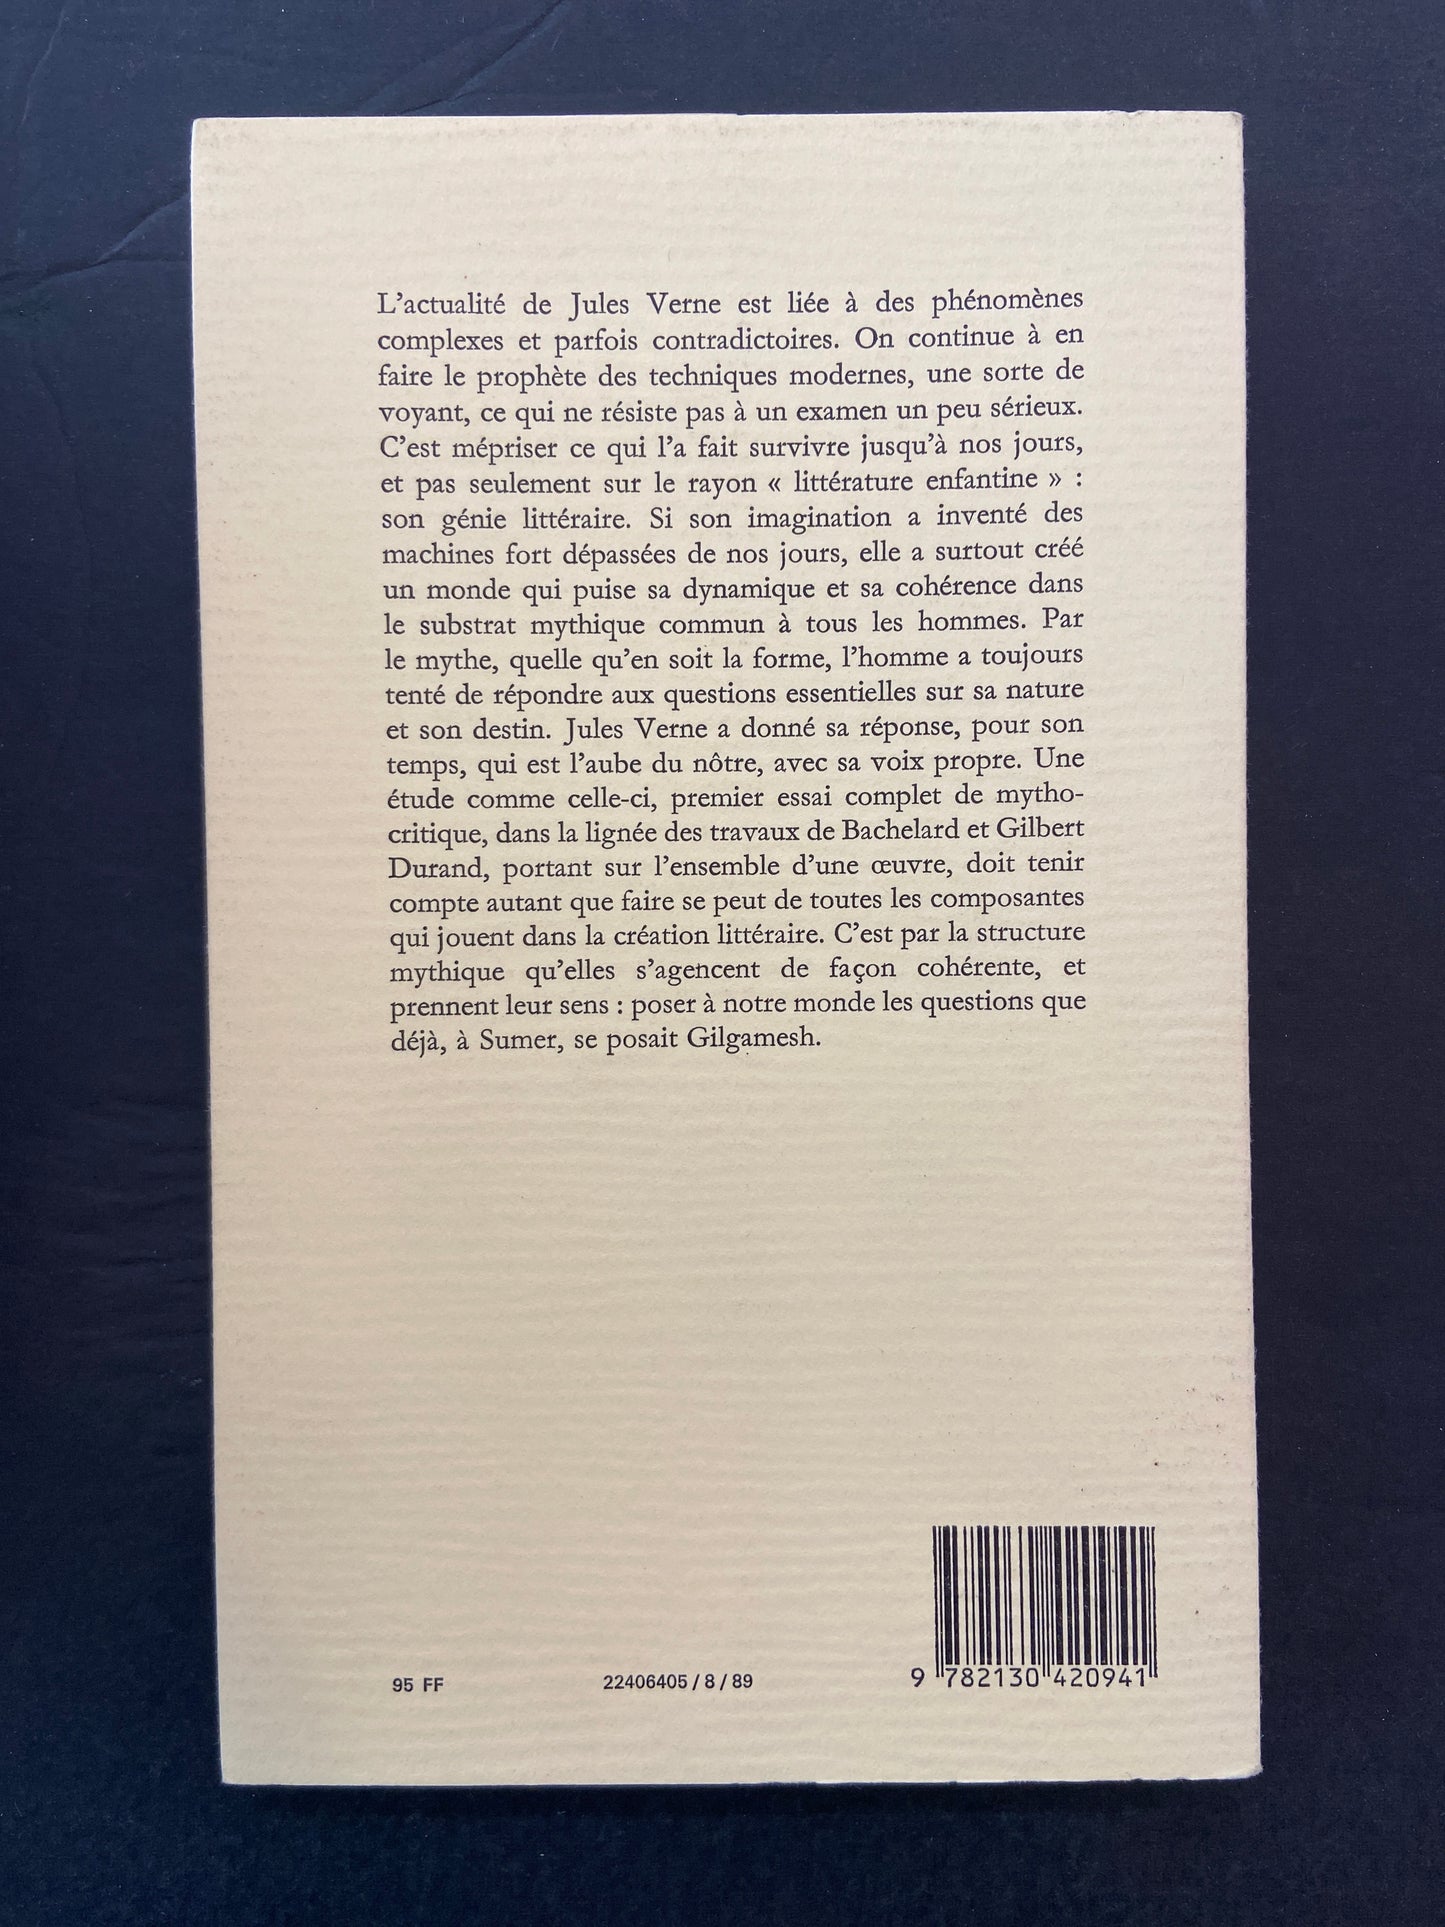 L'actualité de Jules Verne est liée à des phénomènes
complexes et parfois contradictoires. On continue à en
faire le prophète des techniques modernes, une sorte de
voyant, ce qui ne résiste pas à un examen un peu sérieux.
C'est mépriser ce qui l'a fait survivre jusqu'à nos jours,
et pas seulement sur le rayon « littérature enfantine » :
son génie littéraire. Si son imagination a inventé des
machines fort dépassées de nos jours, elle a surtout créé
un monde qui puise sa dynamique et sa cohérence dans
le substrat mythique commun à tous les hommes. Par
le mythe, quelle qu'en soit la forme, l'homme a toujours
tenté de répondre aux questions essentielles sur sa nature
et son destin. Jules Verne a donné sa réponse, pour son
temps, qui est l'aube du nôtre, avec sa voix propre. Une
étude comme celle-ci, premier essai complet de mytho-
critique, dans la lignée des travaux de Bachelard et Gilbert
Durand, portant sur l'ensemble d'une œuvre, doit tenir
compte autant que faire se peut de toutes les composantes
qui jouent dans la création littéraire. C'est par la structure
mythique qu'elles s'agencent de façon cohérente, et
prennent leur sens : poser à notre monde les questions que
déjà, à Sumer, se posait Gilgamesh.
95 FF
22406405 / 8 / 89
9 782130 420941